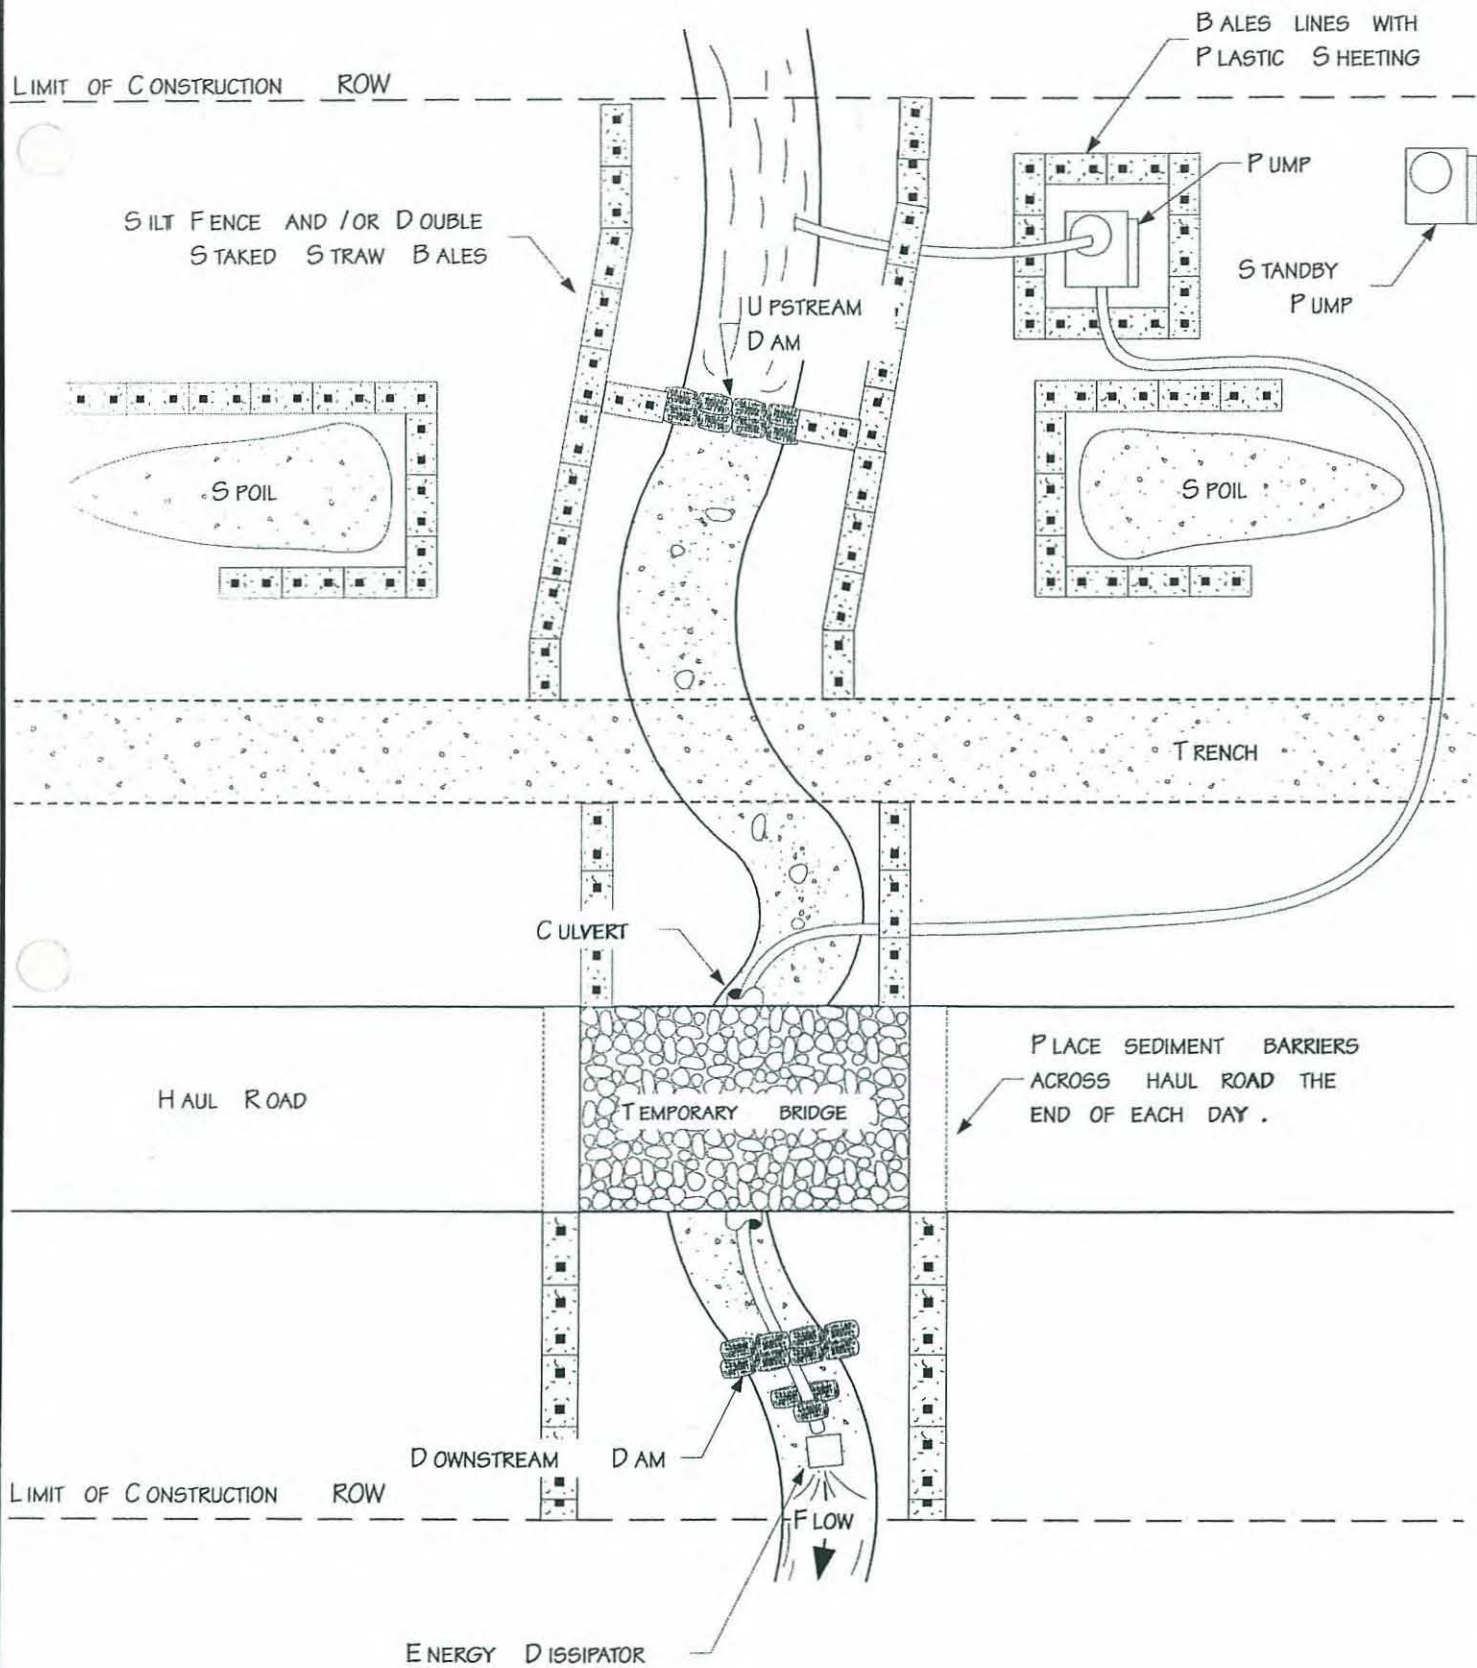 BALES LINES WITH
PLASTIC SHEETING
LIMIT OF CONSTRUCTION ROW
PUMP
SILT FENCE AND /OR DOUBLE
STAKED STRAW BALES
STANDBY
PUMP
UPSTREAM
DAM
SPOIL
SPOIL
TRENCH
CULVERT
HAUL ROAD
TEMPORARY BRIDGE
PLACE SEDIMENT BARRIERS
ACROSS HAUL ROAD THE
END OF EACH DAY .
DOWNSTREAM DAM
LIMIT OF CONSTRUCTION ROW
FLOW
ENERGY DISSIPATOR